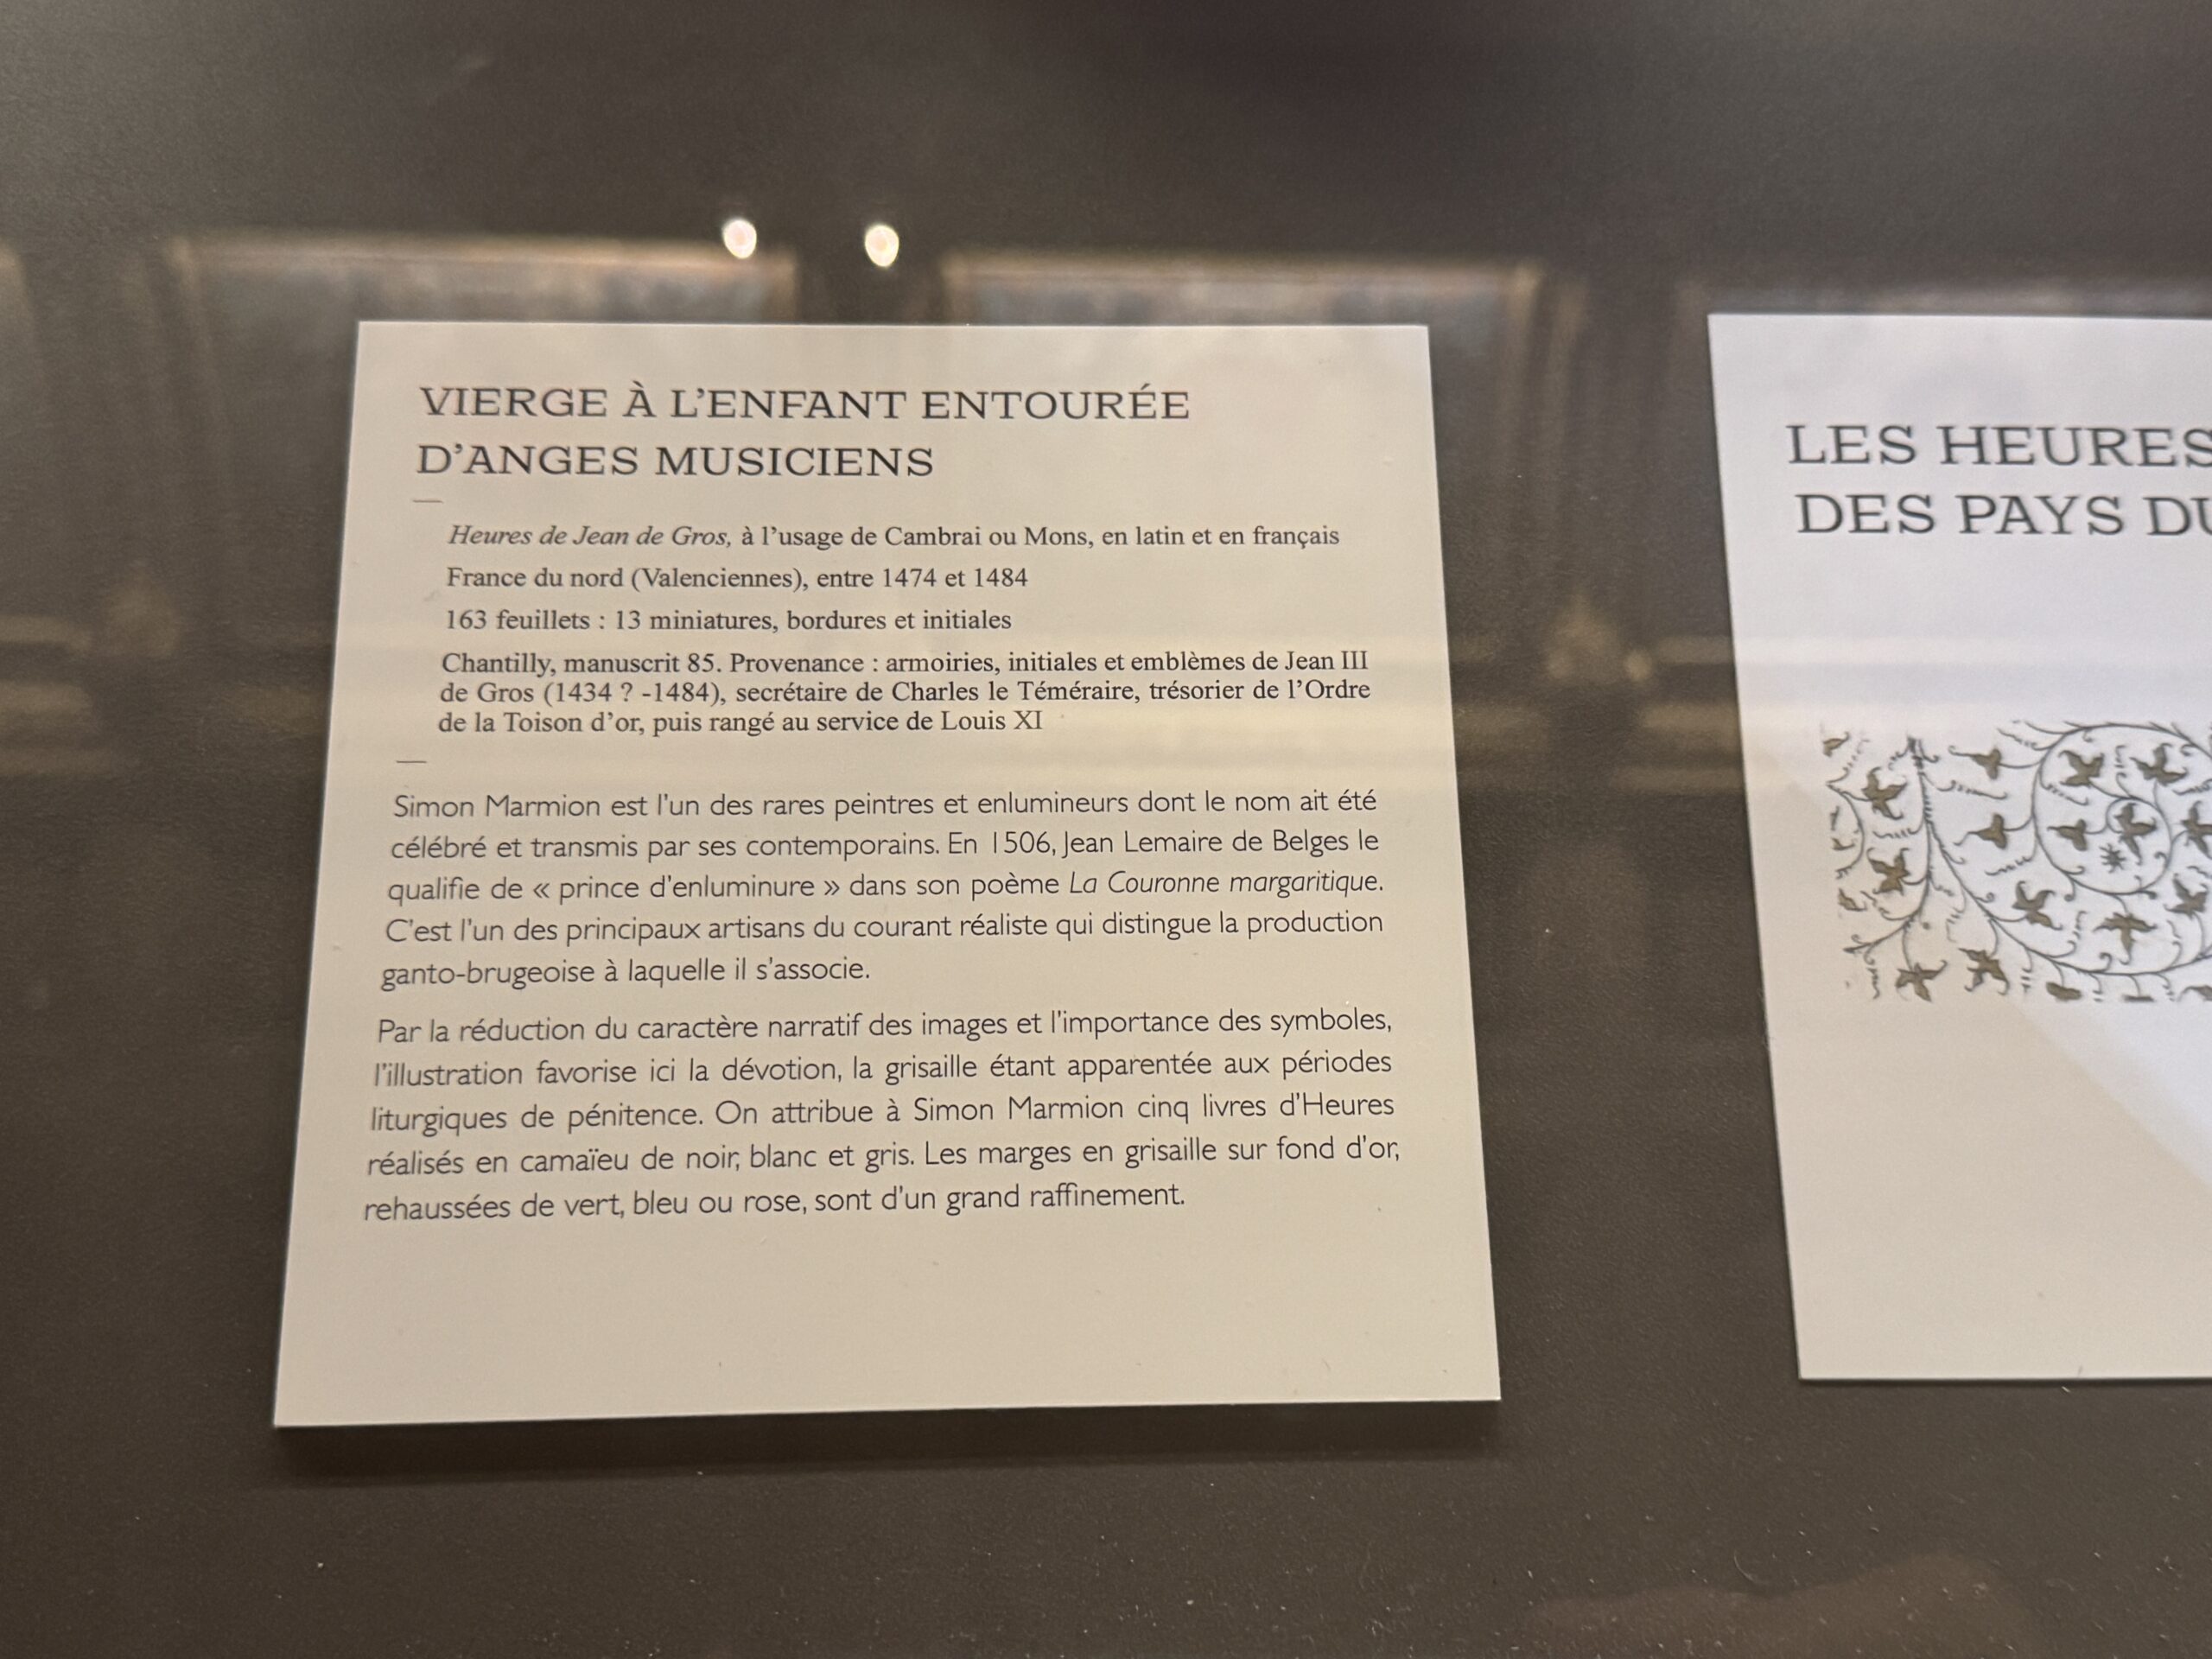 VIERGE À L'ENFANT ENTOURÉE
D'ANGES MUSICIENS
Heures de Jean de Gros, à l'usage de Cambrai ou Mons, en latin et en français
France du nord (Valenciennes), entre 1474 et 1484
163 feuillets : 13 miniatures, bordures et initiales
Chantilly, manuscrit 85. Provenance : armoiries, initiales et emblèmes de Jean III
de Gros (1434 ? -1484), secrétaire de Charles le Téméraire, trésorier de l'Ordre
de la Toison d'or, puis rangé au service de Louis XI
Simon Marmion est l'un des rares peintres et enlumineurs dont le nom ait été
célébré et transmis par ses contemporains. En 1506, Jean Lemaire de Belges le
qualifie de « prince d'enluminure » dans son poème La Couronne margaritique.
C'est l'un des principaux artisans du courant réaliste qui distingue la production
ganto-brugeoise à laquelle il s'associe.
Par la réduction du caractère narratif des images et l'importance des symboles,
l'illustration favorise ici la dévotion, la grisaille étant apparentée aux périodes
liturgiques de pénitence. On attribue à Simon Marmion cinq livres d'Heures
réalisés en camaïeu de noir, blanc et gris. Les marges en grisaille sur fond d'or,
rehaussées de vert, bleu ou rose, sont d'un grand raffinement.
LES HEURES
DES PAYS DU